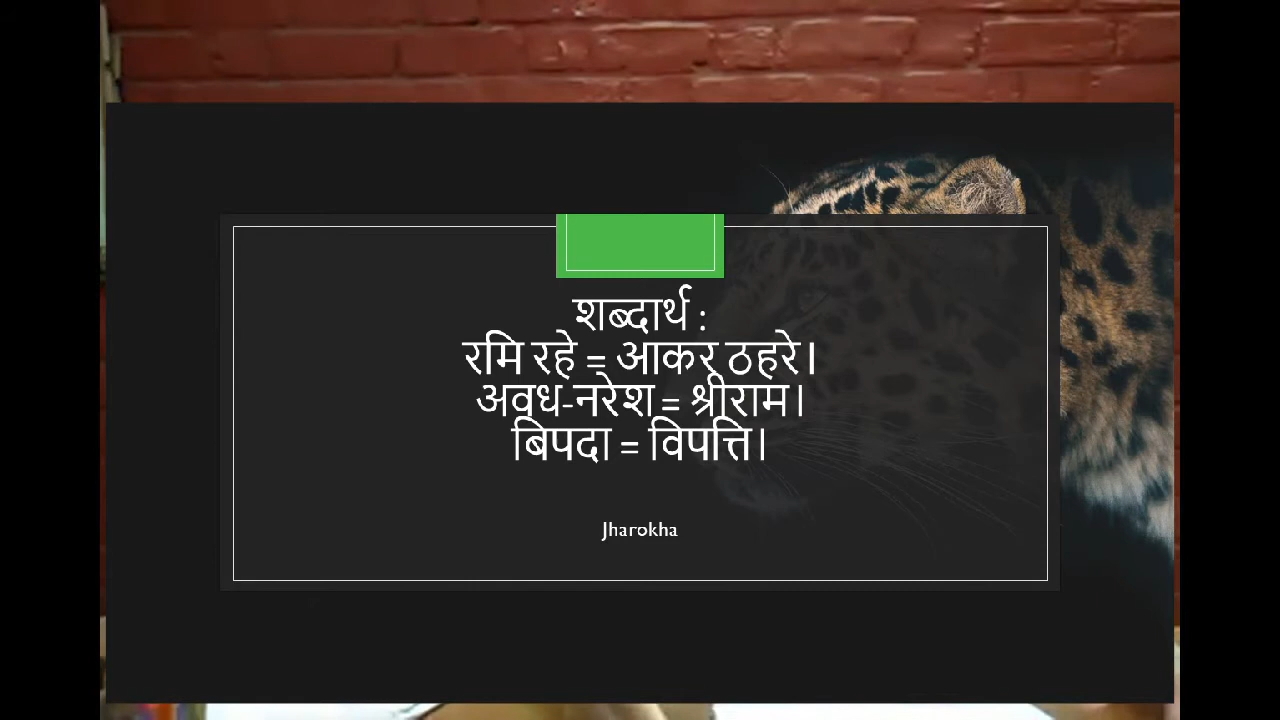 शब्दार्थ :
रमि रहे = आकर ठहरे।
अवध-नरेश = श्रीराम।
बिपदा = विपत्ति।
Jharokha